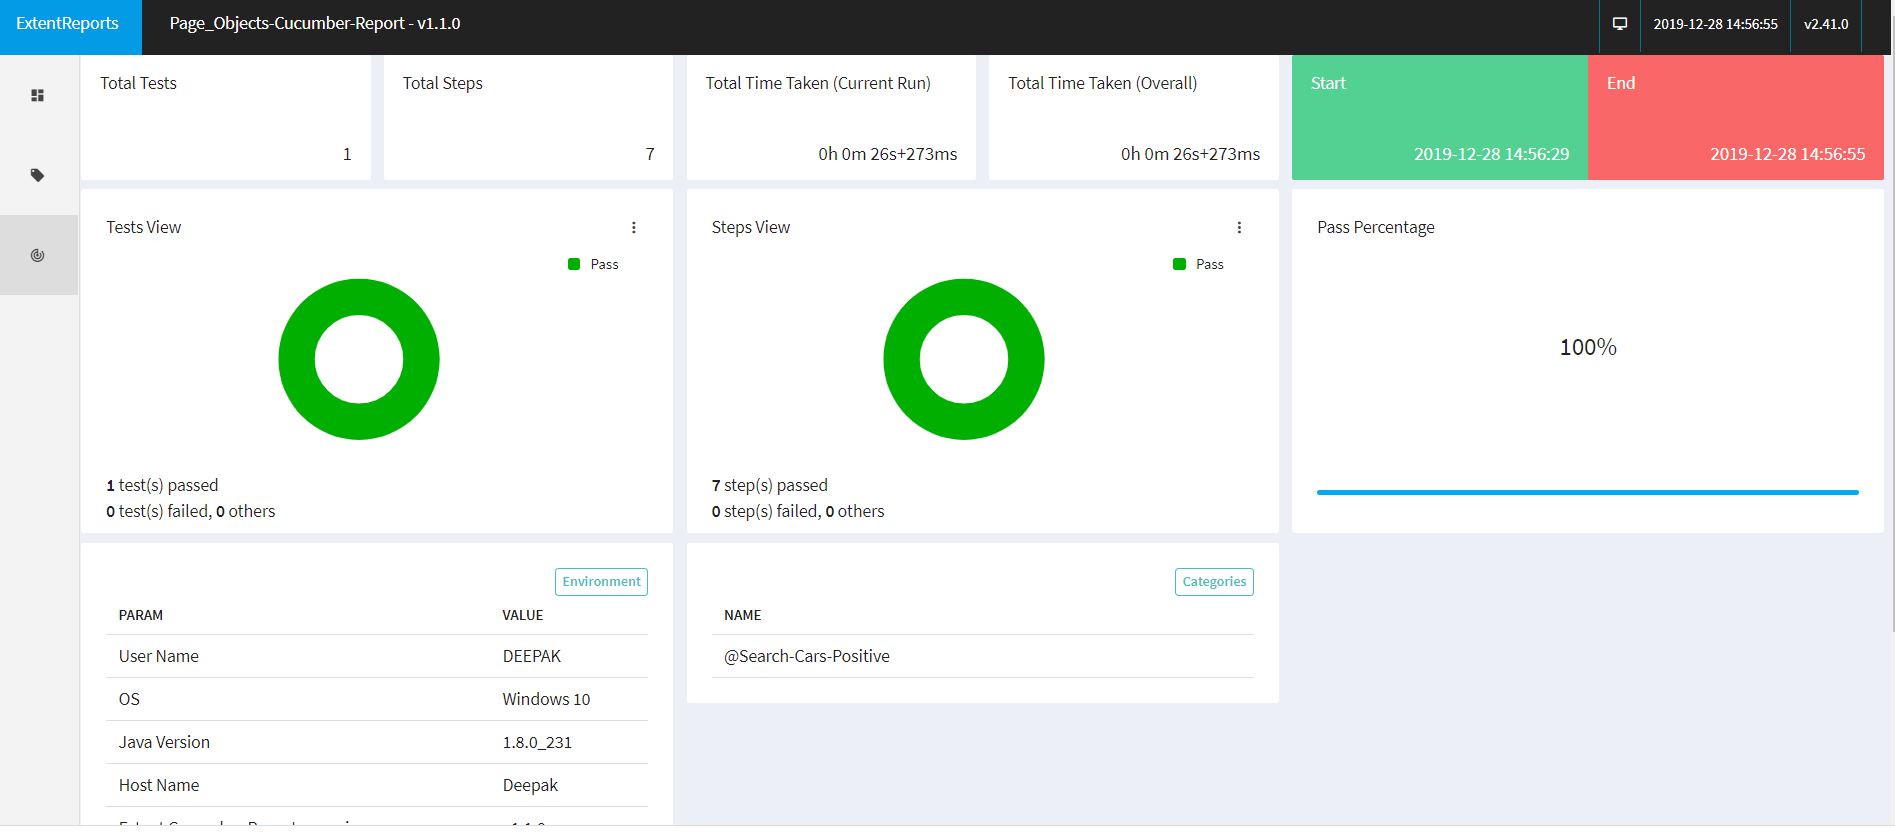 ExtentReports
Page_Objects-Cucumber-Report - v1.1.0
2019-12-28 14:56:55
v2.41.0
Total Tests
1
Total Steps
7
Total Time Taken (Current Run)
0h 0m 26s+273ms
Total Time Taken (Overall)
0h 0m 26s+273ms
Start
2019-12-28 14:56:29
End
2019-12-28 14:56:55
Tests View
Pass
1 test(s) passed
0 test(s) failed, 0 others
Steps View
Pass
7 step(s) passed
0 step(s) failed, 0 others
Pass Percentage
100%
Environment
PARAM VALUE
User Name DEEPAK
OS Windows 10
Java Version 1.8.0_231
Host Name Deepak
Categories
NAME
@Search-Cars-Positive